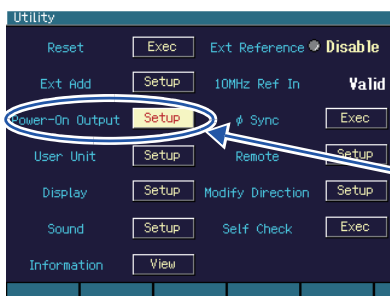 Utility
Reset Exec Ext Reference Disable
Ext Add Setup 10MHz Ref In Valid
Power-On Output Setup ϕ Sync Exec
User Unit Setup Remote Setup
Display Setup Modify Direction Setup
Sound Setup Self Check Exec
Information View